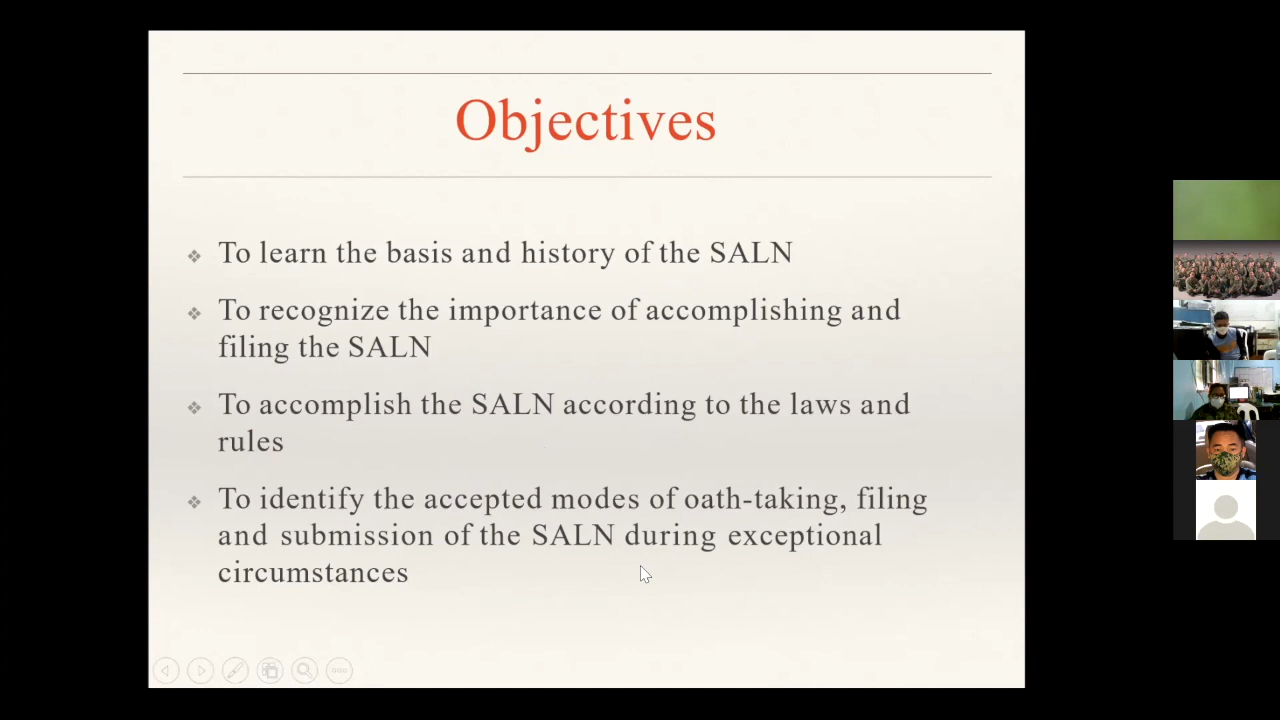 Objectives
To learn the basis and history of the SALN
To recognize the importance of accomplishing and
filing the SALN
To accomplish the SALN according to the laws and
rules
To identify the accepted modes of oath-taking, filing
and submission of the SALN during exceptional
circumstances